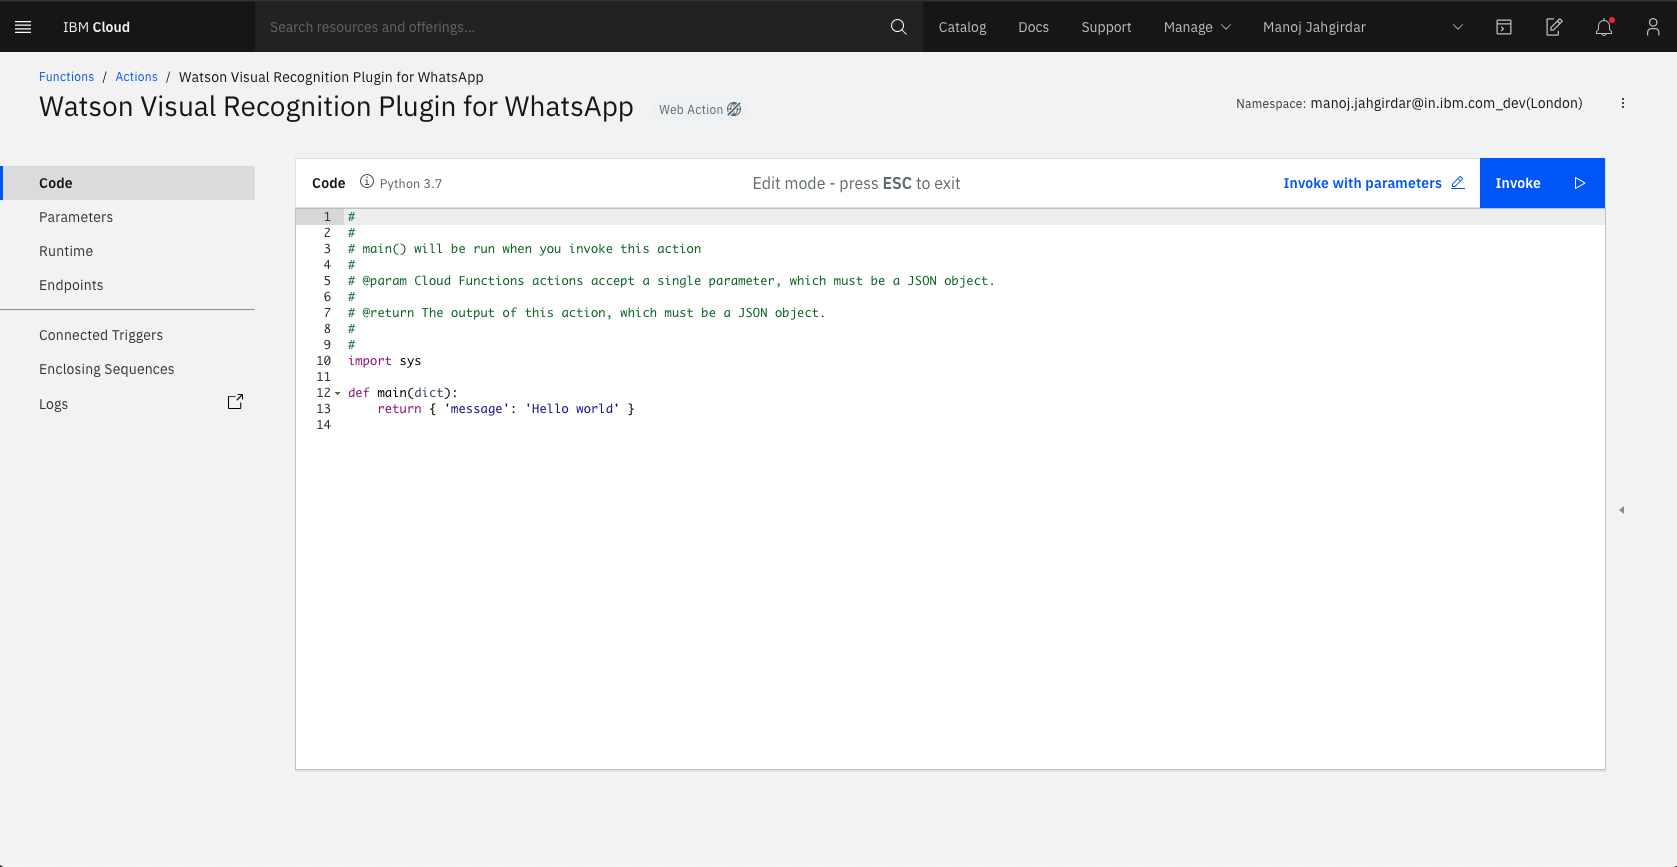 IBM Cloud
Search resources and offerings...
Catalog Docs Support Manage Manoj Jahgirdar
Functions / Actions / Watson Visual Recognition Plugin for WhatsApp
Watson Visual Recognition Plugin for WhatsApp Web Action
Namespace: manoj.jahgirdar@in.ibm.com_dev(London)
Code
Parameters
Runtime
Endpoints
Connected Triggers
Enclosing Sequences
Logs
Code Python 3.7 Edit mode - press ESC to exit Invoke with parameters Invoke
1 #
2 #
3 # main() will be run when you invoke this action
4 #
5 # @param Cloud Functions actions accept a single parameter, which must be a JSON object.
6 #
7 # @return The output of this action, which must be a JSON object.
8 #
9 #
10 import sys
11
12 def main(dict):
13     return { 'message': 'Hello world' }
14